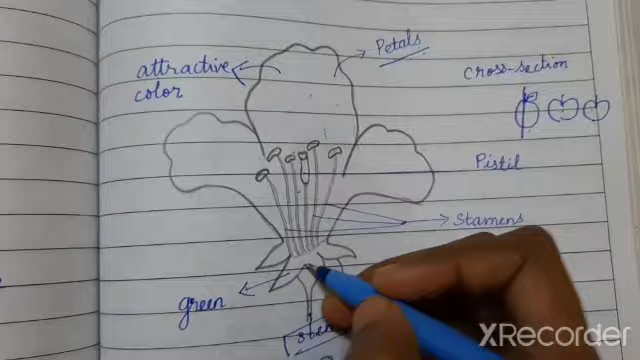 Petals
attractive
color
cross-section
Pistil
Stamens
green
XRecorder